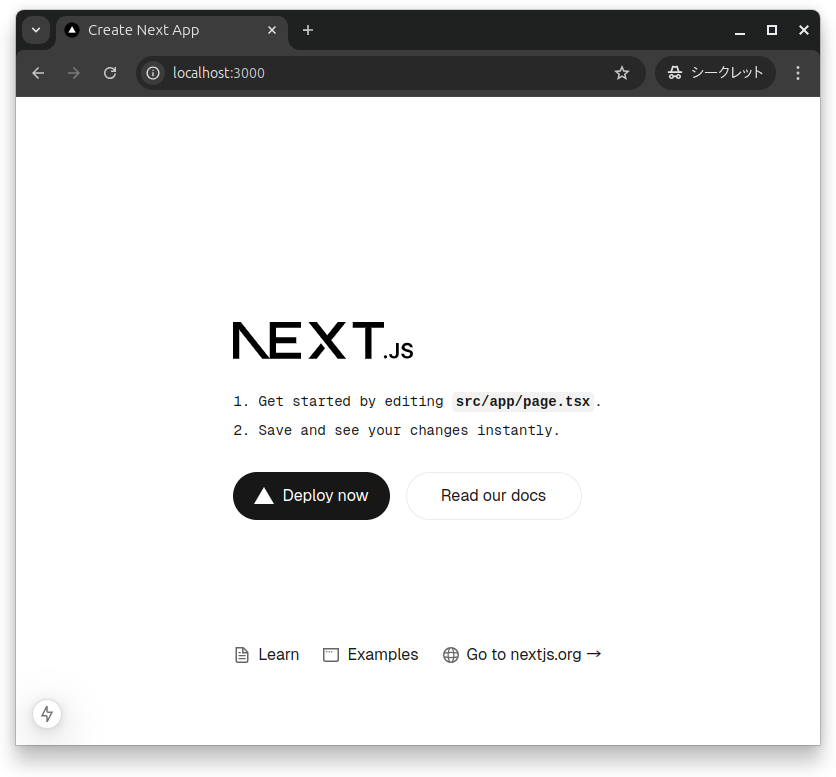 Create Next App
localhost:3000
シークレット
NEXT.JS
1. Get started by editing src/app/page.tsx.
2. Save and see your changes instantly.
Deploy now
Read our docs
Learn
Examples
Go to nextjs.org →